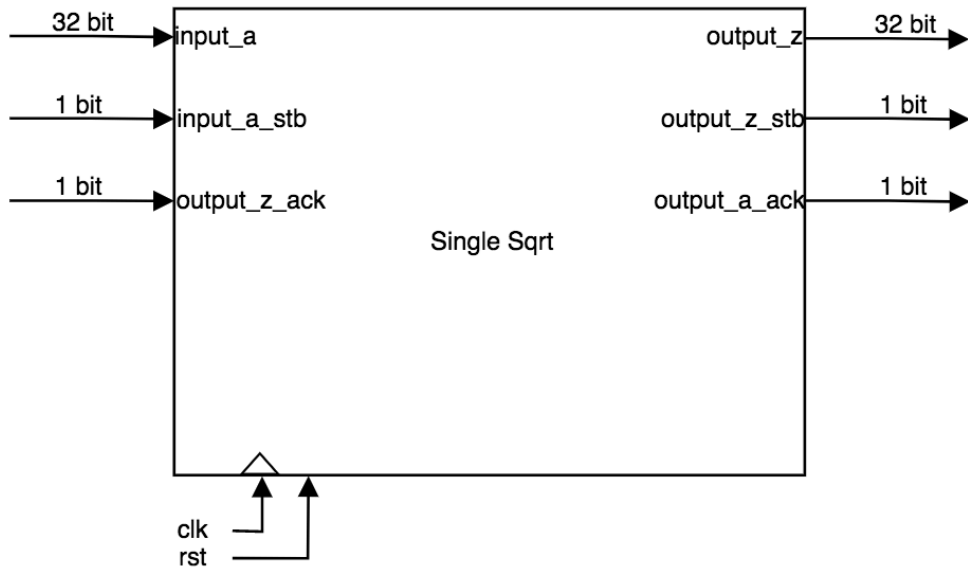 32 bit
input_a
output_z
32 bit
1 bit
input_a_stb
output_z_stb
1 bit
1 bit
output_z_ack
output_a_ack
1 bit
Single Sqrt
clk
rst